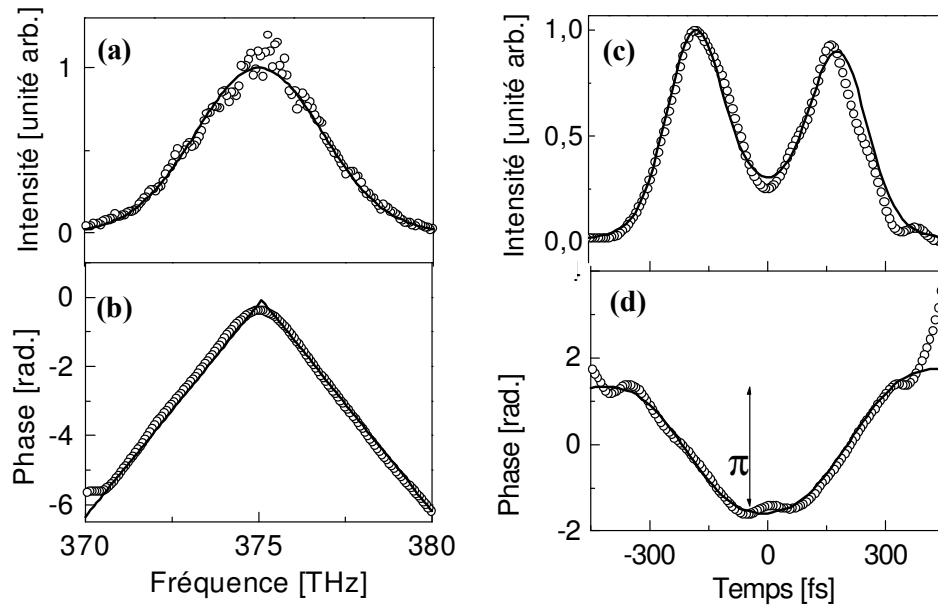 (a)
Intensité [unité arb.]
1
0
(b)
Phase [rad.]
0
-2
-4
-6
370
375
380
Fréquence [THz]
(c)
Intensité [unité arb.]
1,0
0,5
0,0
(d)
Phase [rad.]
2
0
-2
π
-300
0
300
Temps [fs]